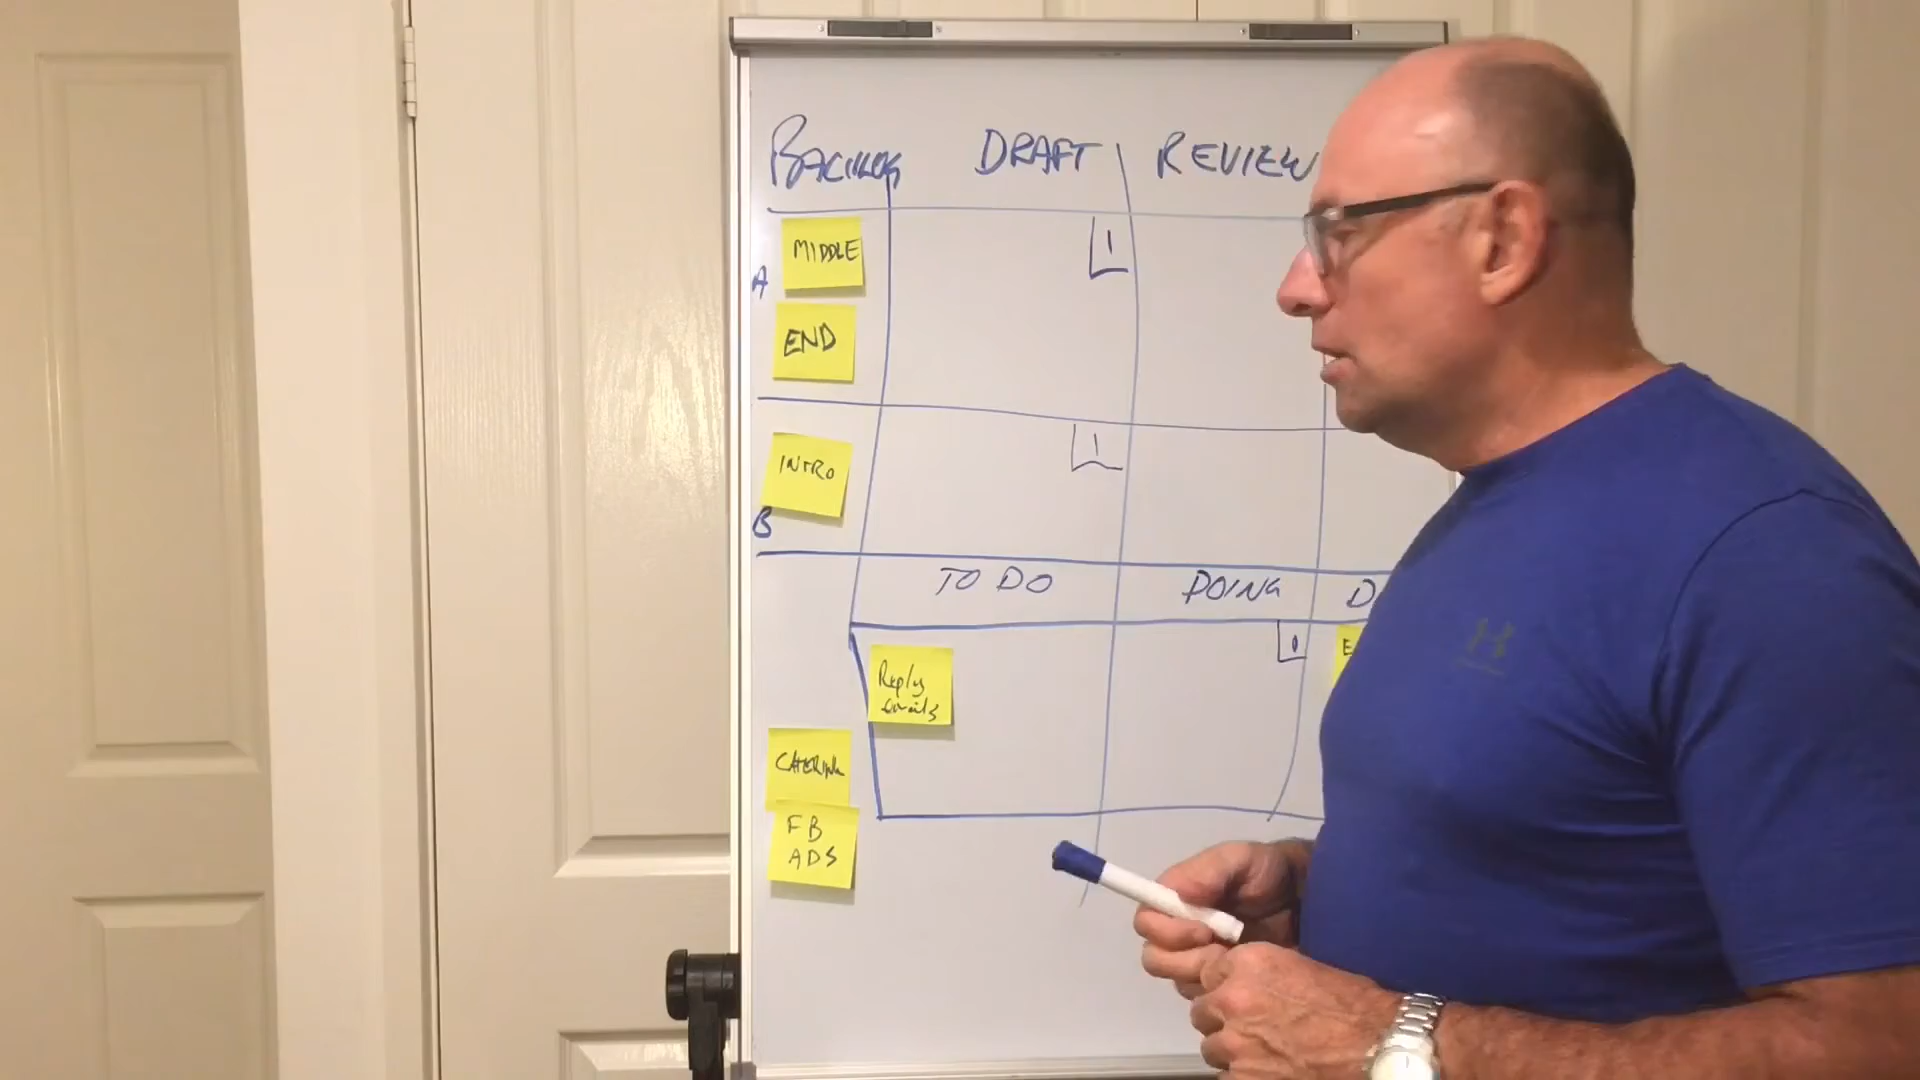 BACKLOG DRAFT REVIEW
MIDDLE
1
A
END
1
INTRO
B
TO DO DOING D
1
E
Reply
emails
CATERING
FB
ADS